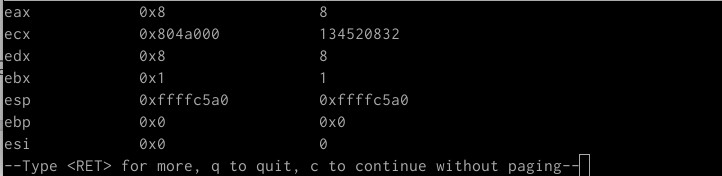 eax 0x8 8
ecx 0x804a000 134520832
edx 0x8 8
ebx 0x1 1
esp 0xffffc5a0 0xffffc5a0
ebp 0x0 0x0
esi 0x0 0
--Type <RET> for more, q to quit, c to continue without paging--